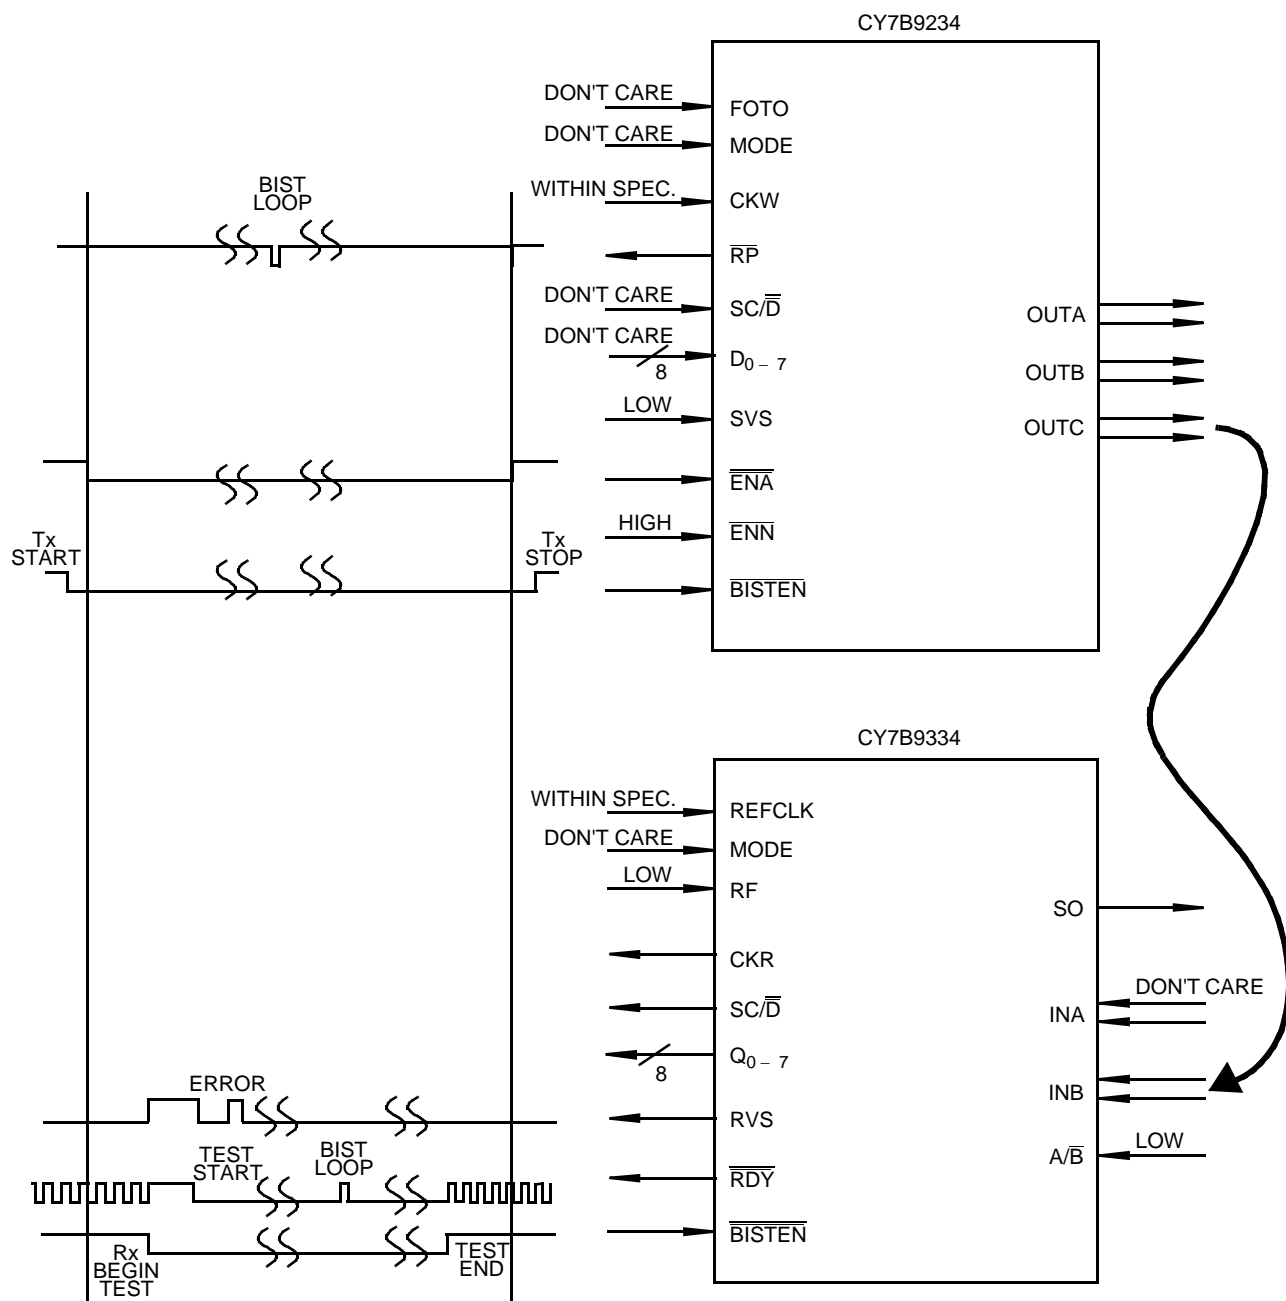 CY7B9234
DON'T CARE
FOTO
DON'T CARE
MODE
BIST
LOOP
WITHIN SPEC.
CKW
RP
DON'T CARE
SC/D
DON'T CARE
8
D0 – 7
LOW
SVS
ENA
HIGH
ENN
BISTEN
OUTA
OUTB
OUTC
Tx
START
Tx
STOP
CY7B9334
WITHIN SPEC.
REFCLK
DON'T CARE
MODE
LOW
RF
CKR
SC/D
8
Q0 – 7
RVS
RDY
BISTEN
SO
DON'T CARE
INA
INB
LOW
A/B
ERROR
TEST
START
BIST
LOOP
Rx
BEGIN
TEST
TEST
END